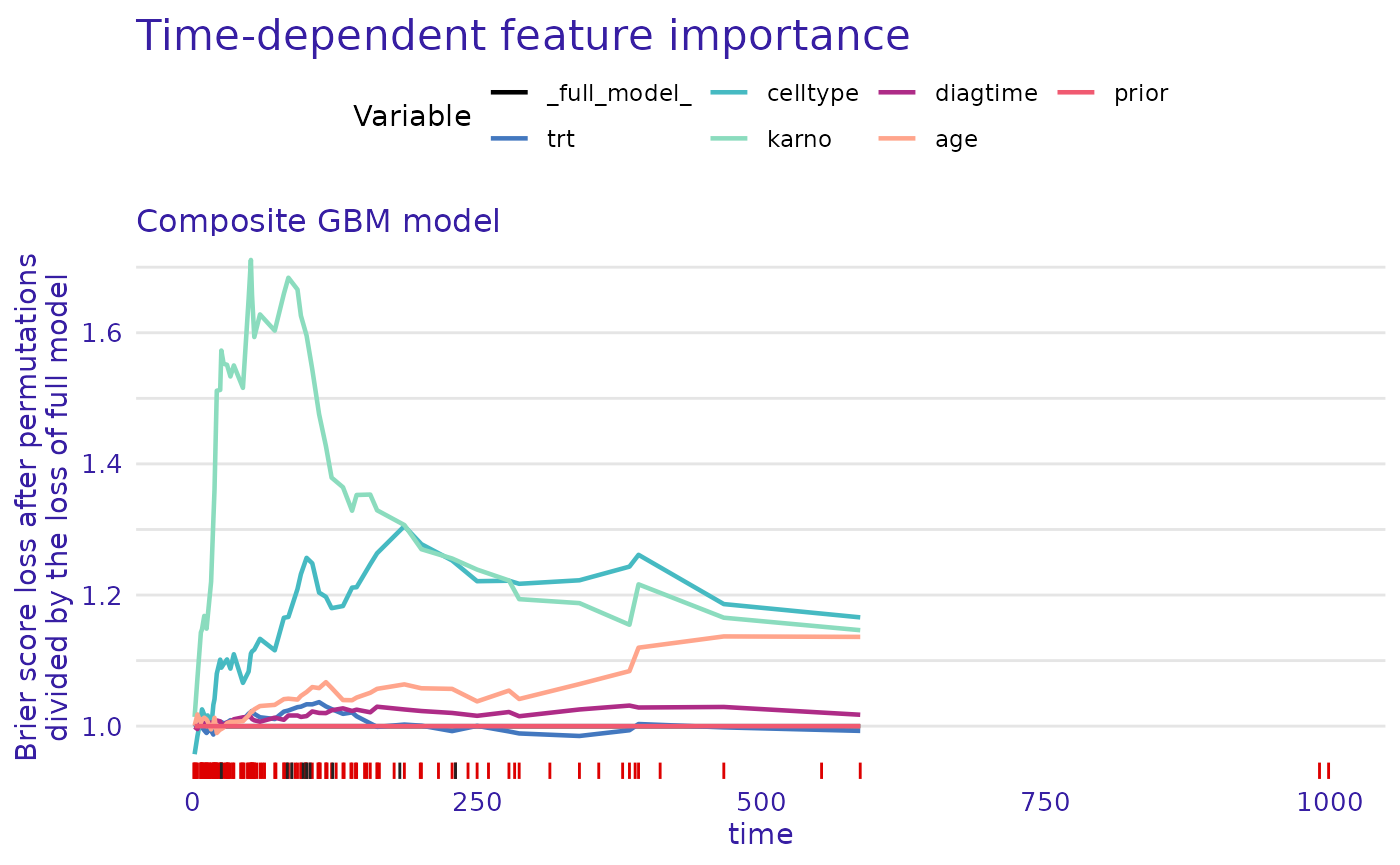 Time-dependent feature importance
Variable
_full_model_ celltype diagtime prior
trt karno age
Composite GBM model
Brier score loss after permutations
divided by the loss of full model
1.6
1.4
1.2
1.0
0 250 500 750 1000
time